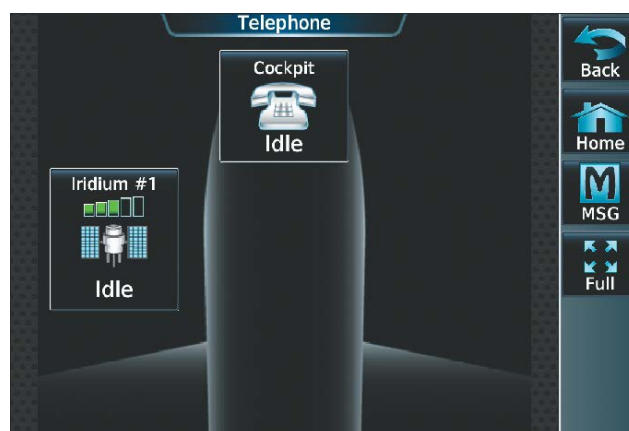 Telephone
Cockpit
Idle
Iridium #1
Idle
Back
Home
MSG
Full